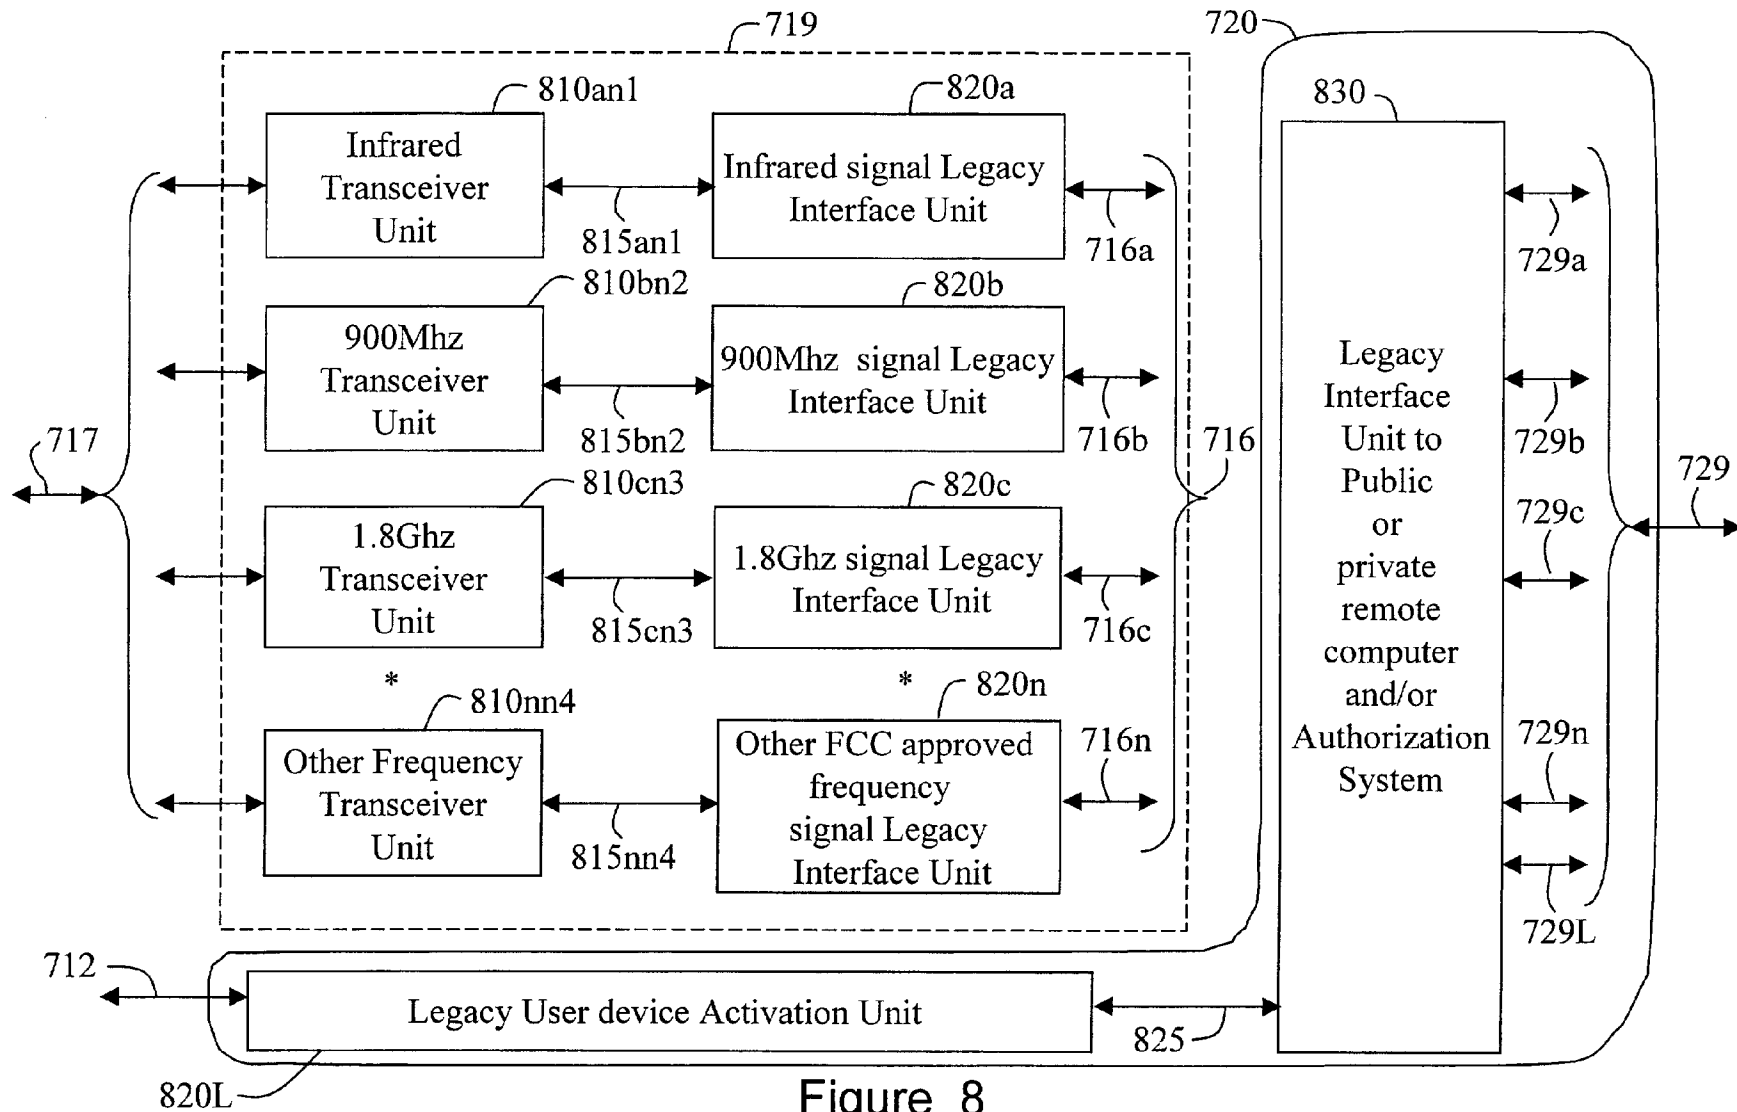 719
720
810an1
820a
830
Infrared
Transceiver
Unit
Infrared signal Legacy
Interface Unit
815an1
716a
729a
810bn2
820b
900Mhz
Transceiver
Unit
900Mhz signal Legacy
Interface Unit
815bn2
716b
716
729b
717
729
810cn3
820c
729c
1.8Ghz
Transceiver
Unit
1.8Ghz signal Legacy
Interface Unit
815cn3
716c
Legacy
Interface
Unit to
Public
or
private
remote
computer
and/or
Authorization
System
*
*
810nn4
820n
Other Frequency
Transceiver
Unit
Other FCC approved
frequency
signal Legacy
Interface Unit
815nn4
716n
729n
729L
712
Legacy User device Activation Unit
825
820L
Figure 8